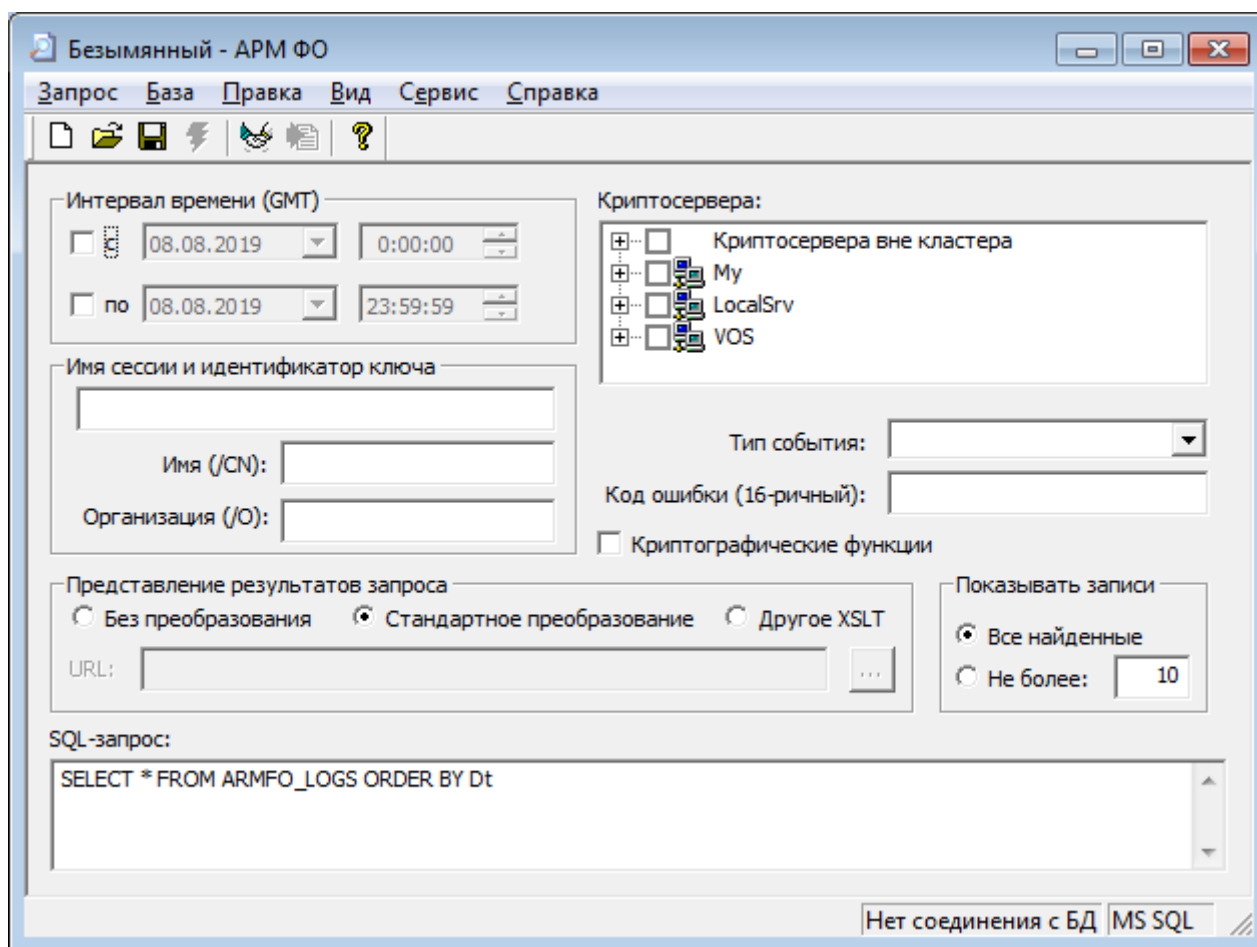 Безымянный - АРМ ФО
Запрос База Правка Вид Сервис Справка
Интервал времени (GMT)
с 08.08.2019 0:00:00
по 08.08.2019 23:59:59
Криптосервера:
Криптосервера вне кластера
My
LocalSrv
VOS
Имя сессии и идентификатор ключа
Имя (/CN):
Организация (/O):
Тип события:
Код ошибки (16-ричный):
Криптографические функции
Представление результатов запроса
Без преобразования Стандартное преобразование Другое XSLT
URL: ...
Показывать записи
Все найденные
Не более: 10
SQL-запрос:
SELECT * FROM ARMFO_LOGS ORDER BY Dt
Нет соединения с БД MS SQL